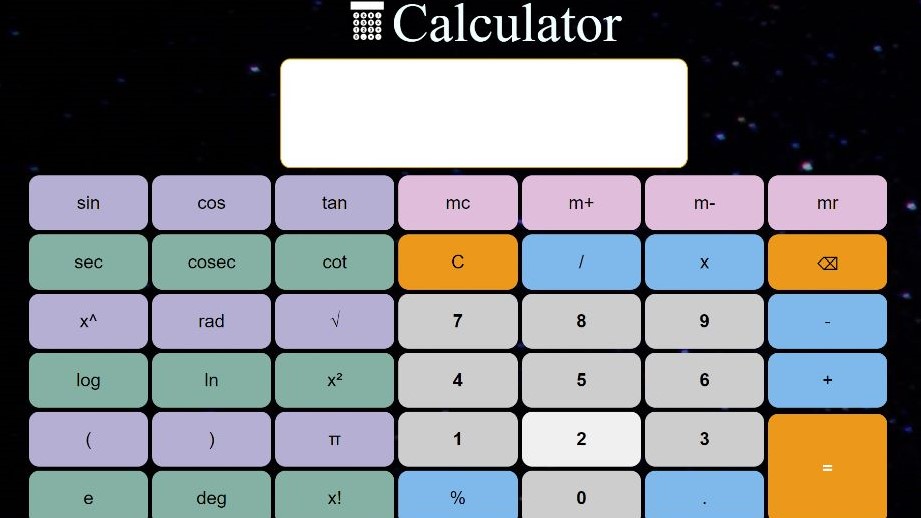 Calculator
sin cos tan mc m+ m- mr
sec cosec cot C / x ⌫
x^ rad √ 7 8 9 -
log ln x² 4 5 6 +
( ) π 1 2 3 =
e deg x! % 0 .